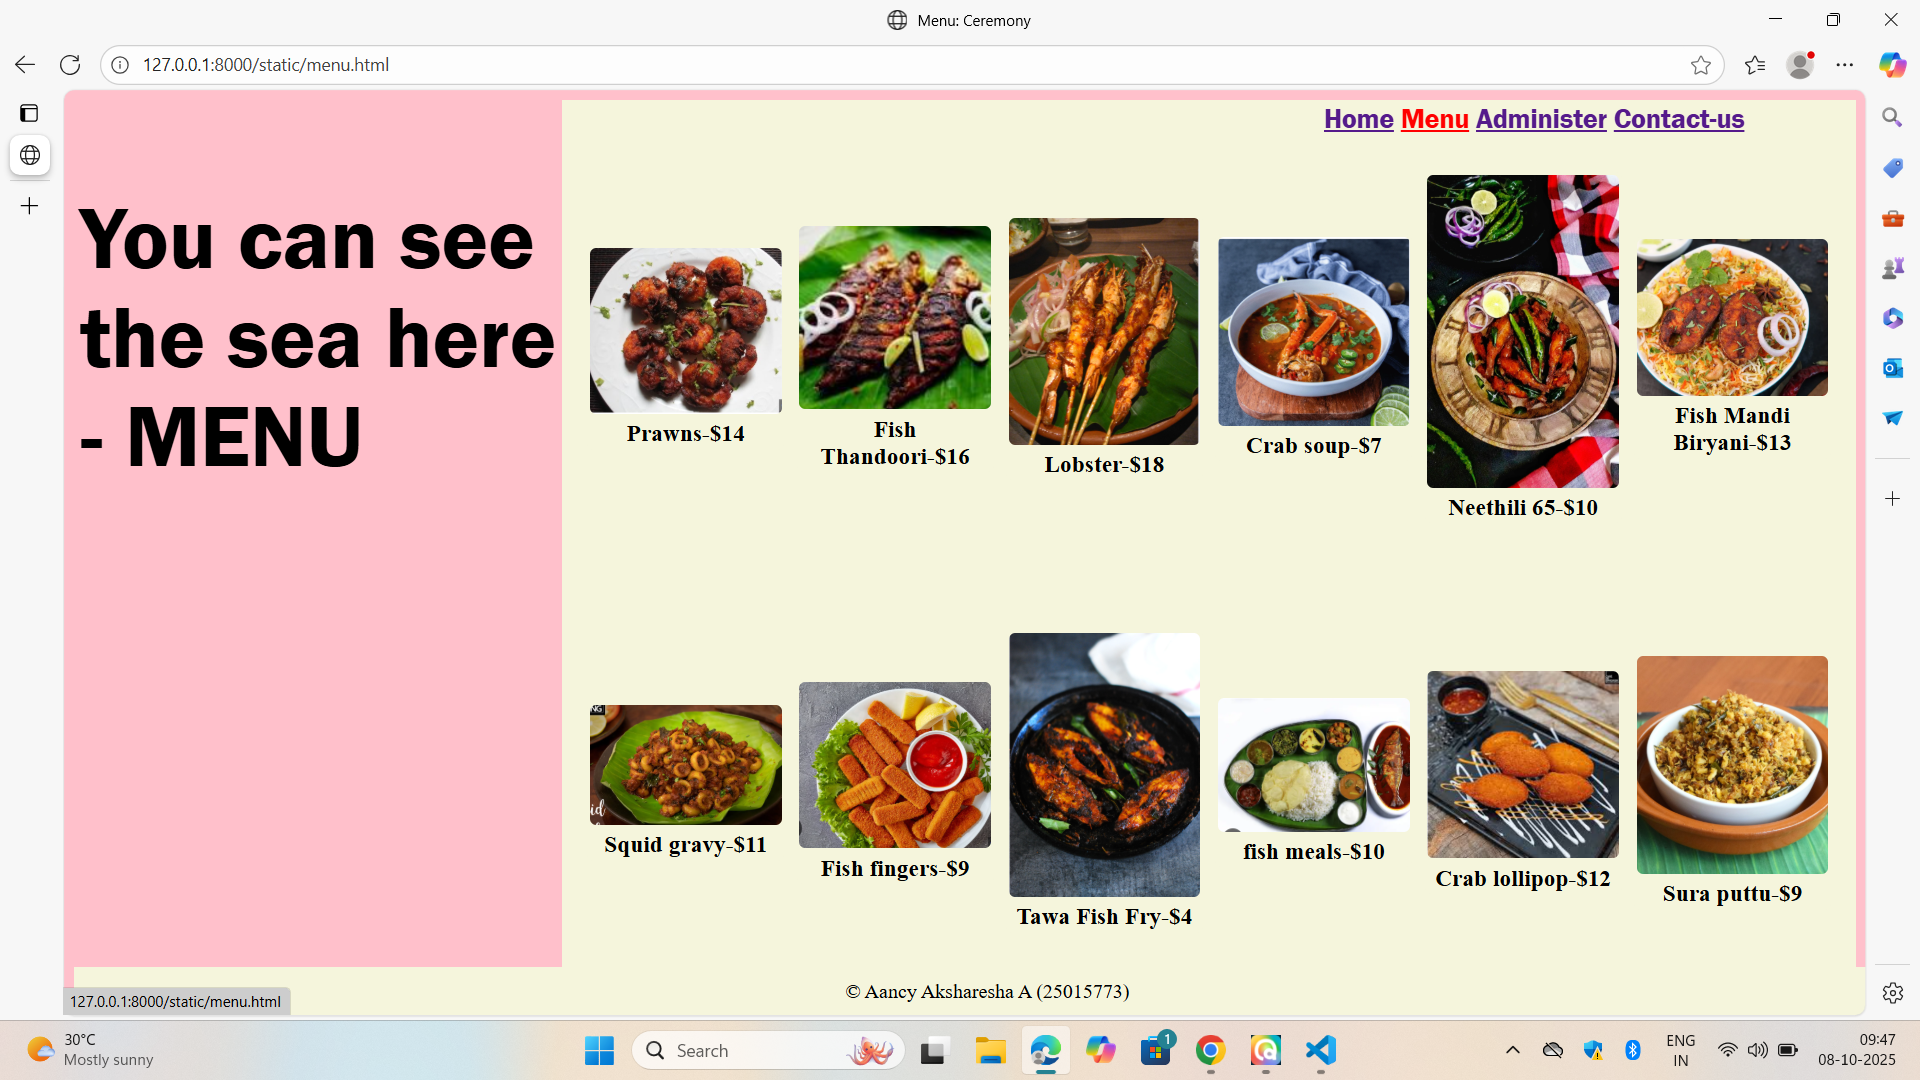 Menu: Ceremony
127.0.0.1:8000/static/menu.html
Home Menu Administer Contact-us
You can see
the sea here
- MENU
Prawns-$14
Fish
Thandoori-$16
Lobster-$18
Crab soup-$7
Neethili 65-$10
Fish Mandi
Biryani-$13
Squid gravy-$11
Fish fingers-$9
Tawa Fish Fry-$4
fish meals-$10
Crab lollipop-$12
Sura puttu-$9
© Aancy Aksharesha A (25015773)
127.0.0.1:8000/static/menu.html
30°C
Mostly sunny
Search
1
ENG
IN
09:47
08-10-2025